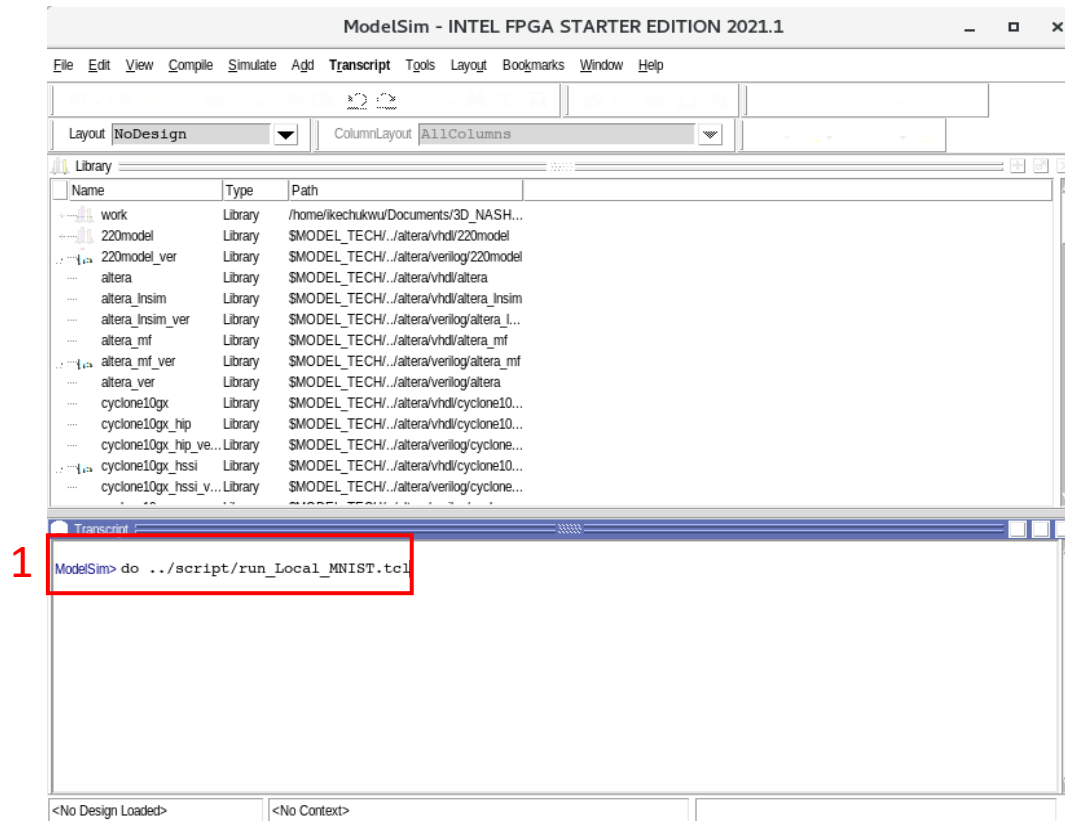 ModelSim - INTEL FPGA STARTER EDITION 2021.1
File Edit View Compile Simulate Add Transcript Tools Layout Bookmarks Window Help
Layout NoDesign ColumnLayout AllColumns
Library
Name Type Path
work Library /home/ikechukwu/Documents/3D_NASH...
220model Library $MODEL_TECH/../altera/vhdl/220model
220model_ver Library $MODEL_TECH/../altera/verilog/220model
altera Library $MODEL_TECH/../altera/vhdl/altera
altera_lnsim Library $MODEL_TECH/../altera/vhdl/altera_lnsim
altera_lnsim_ver Library $MODEL_TECH/../altera/verilog/altera_l...
altera_mf Library $MODEL_TECH/../altera/vhdl/altera_mf
altera_mf_ver Library $MODEL_TECH/../altera/verilog/altera_mf
altera_ver Library $MODEL_TECH/../altera/verilog/altera
cyclone10gx Library $MODEL_TECH/../altera/vhdl/cyclone10...
cyclone10gx_hip Library $MODEL_TECH/../altera/vhdl/cyclone10...
cyclone10gx_hip_ve... Library $MODEL_TECH/../altera/verilog/cyclone...
cyclone10gx_hssi Library $MODEL_TECH/../altera/vhdl/cyclone10...
cyclone10gx_hssi_v... Library $MODEL_TECH/../altera/verilog/cyclone...
Transcript
1
ModelSim> do ../script/run_Local_MNIST.tcl
<No Design Loaded> <No Context>